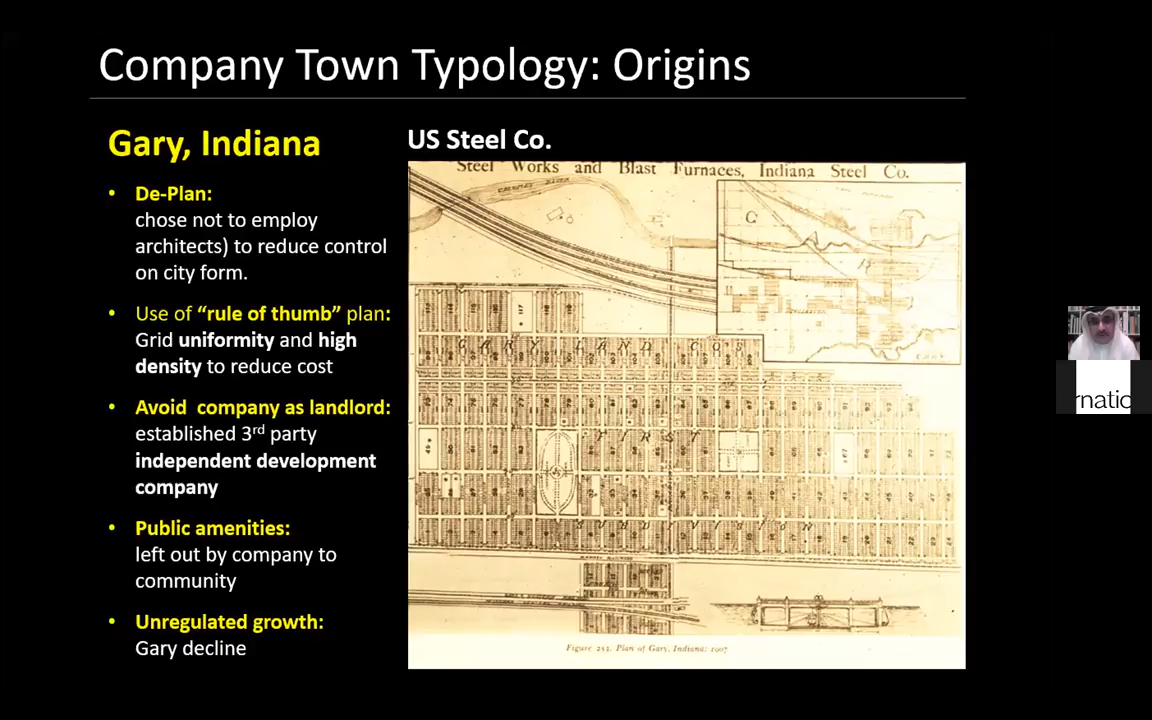 Company Town Typology: Origins
Gary, Indiana
• De-Plan:
chose not to employ
architects) to reduce control
on city form.
• Use of “rule of thumb” plan:
Grid uniformity and high
density to reduce cost
• Avoid company as landlord:
established 3rd party
independent development
company
• Public amenities:
left out by company to
community
• Unregulated growth:
Gary decline
US Steel Co.
Steel Works and Blast Furnaces, Indiana Steel Co.
GARY LAND CO'S
FIRST
SUBDIVISION
Figure 253. Plan of Gary, Indiana: 1907
rnatic